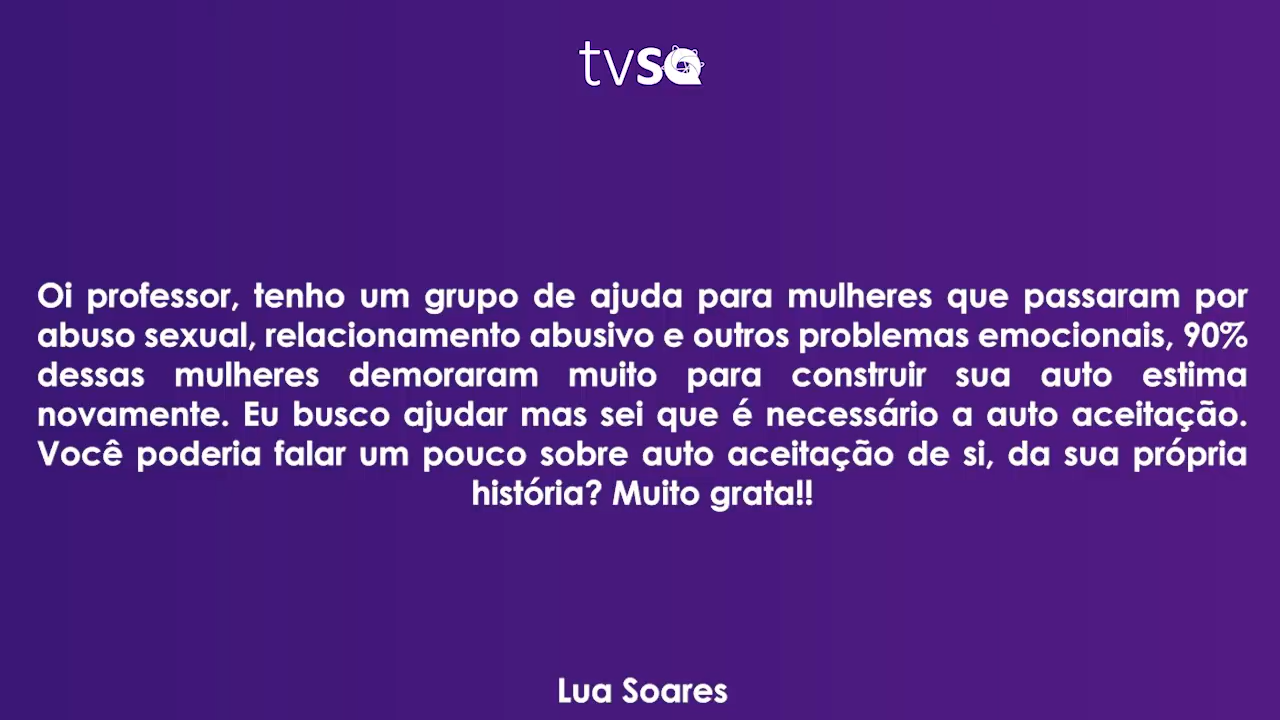 tvsa
Oi professor, tenho um grupo de ajuda para mulheres que passaram por
abuso sexual, relacionamento abusivo e outros problemas emocionais, 90%
dessas mulheres demoraram muito para construir sua auto estima
novamente. Eu busco ajudar mas sei que é necessário a auto aceitação.
Você poderia falar um pouco sobre auto aceitação de si, da sua própria
história? Muito grata!!
Lua Soares